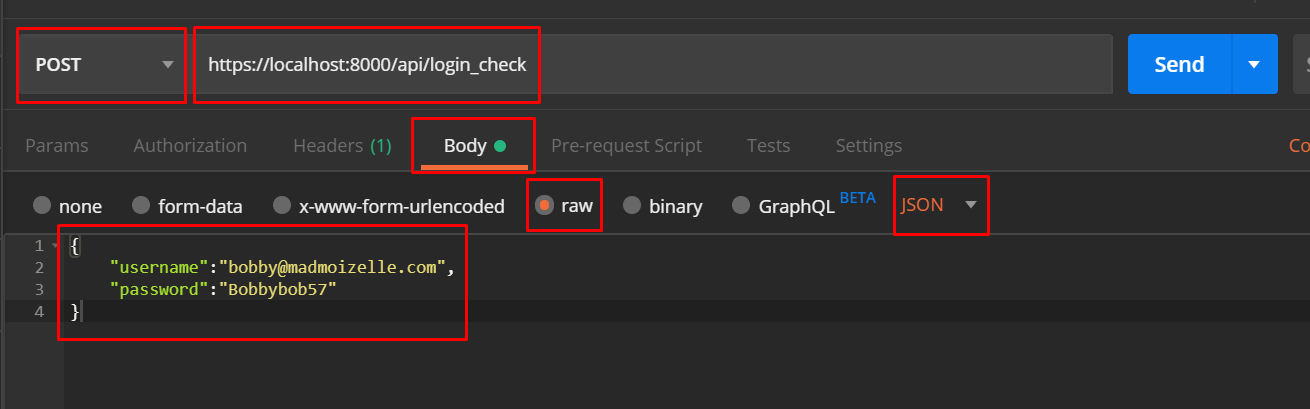 POST https://localhost:8000/api/login_check Send
Params Authorization Headers (1) Body Pre-request Script Tests Settings Co
none form-data x-www-form-urlencoded raw binary GraphQL BETA JSON
1 {
2 "username":"bobby@madmoizelle.com",
3 "password":"Bobbybob57"
4 }